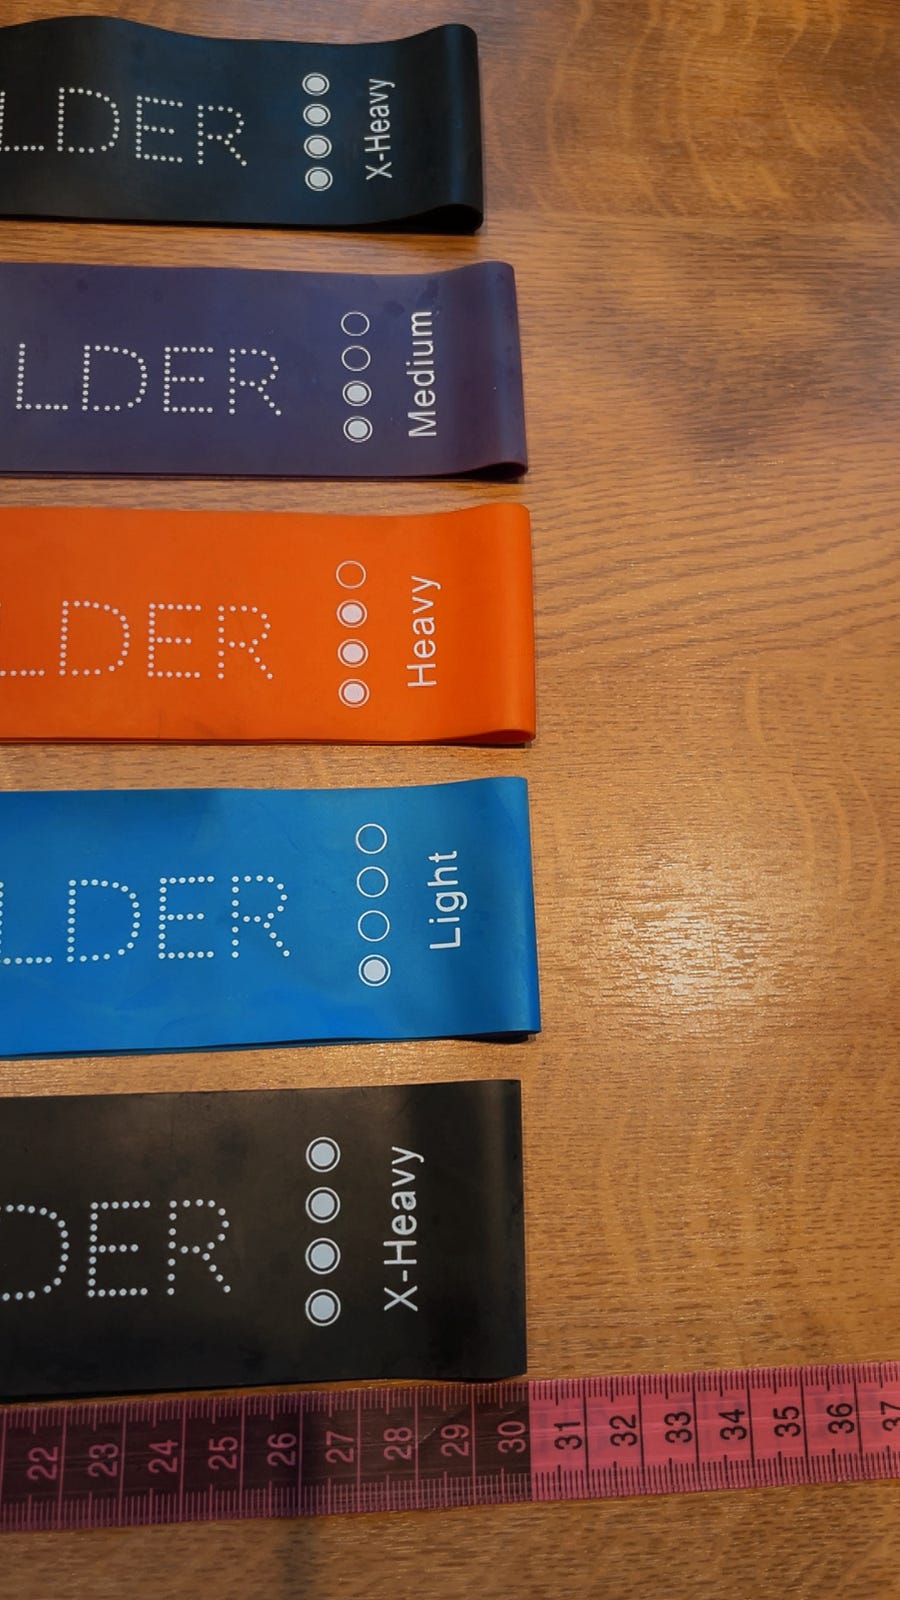 LDER
X-Heavy
LDER
Medium
LDER
Heavy
LDER
Light
DER
X-Heavy
22 23 24 25 26 27 28 29 30 31 32 33 34 35 36 37